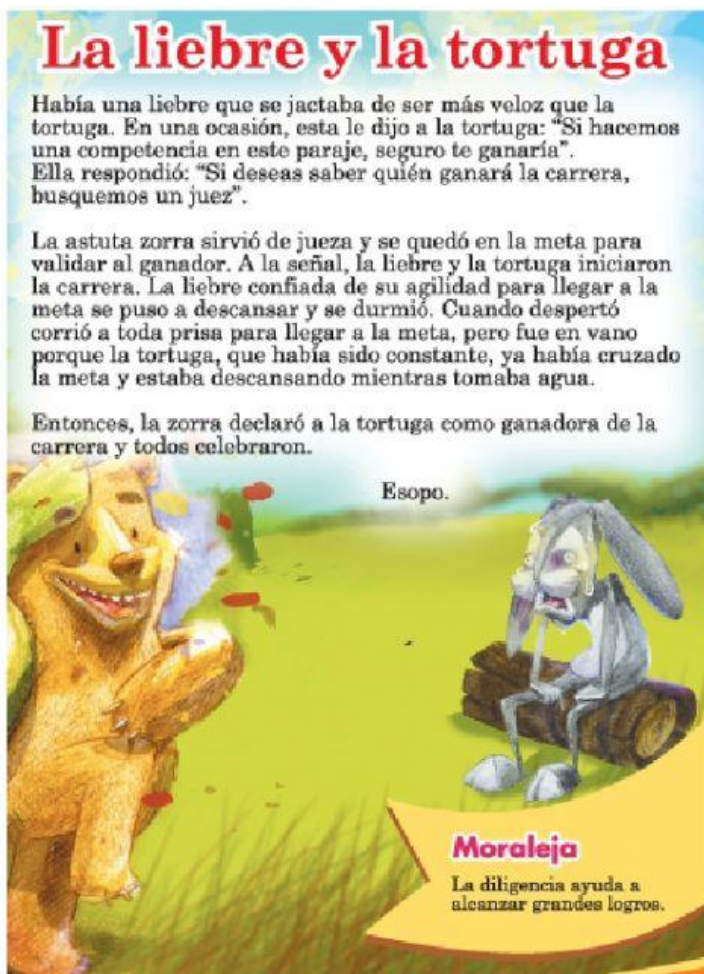 La liebre y la tortuga
Había una liebre que se jactaba de ser más veloz que la
tortuga. En una ocasión, esta le dijo a la tortuga: “Si hacemos
una competencia en este paraje, seguro te ganaría”.
Ella respondió: “Si deseas saber quién ganará la carrera,
busquemos un juez”.
La astuta zorra sirvió de jueza y se quedó en la meta para
validar al ganador. A la señal, la liebre y la tortuga iniciaron
la carrera. La liebre confiada de su agilidad para llegar a la
meta se puso a descansar y se durmió. Cuando despertó
corrió a toda prisa para llegar a la meta, pero fue en vano
porque la tortuga, que había sido constante, ya había cruzado
la meta y estaba descansando mientras tomaba agua.
Entonces, la zorra declaró a la tortuga como ganadora de la
carrera y todos celebraron.
Esopo.
Moraleja
La diligencia ayuda a
alcanzar grandes logros.